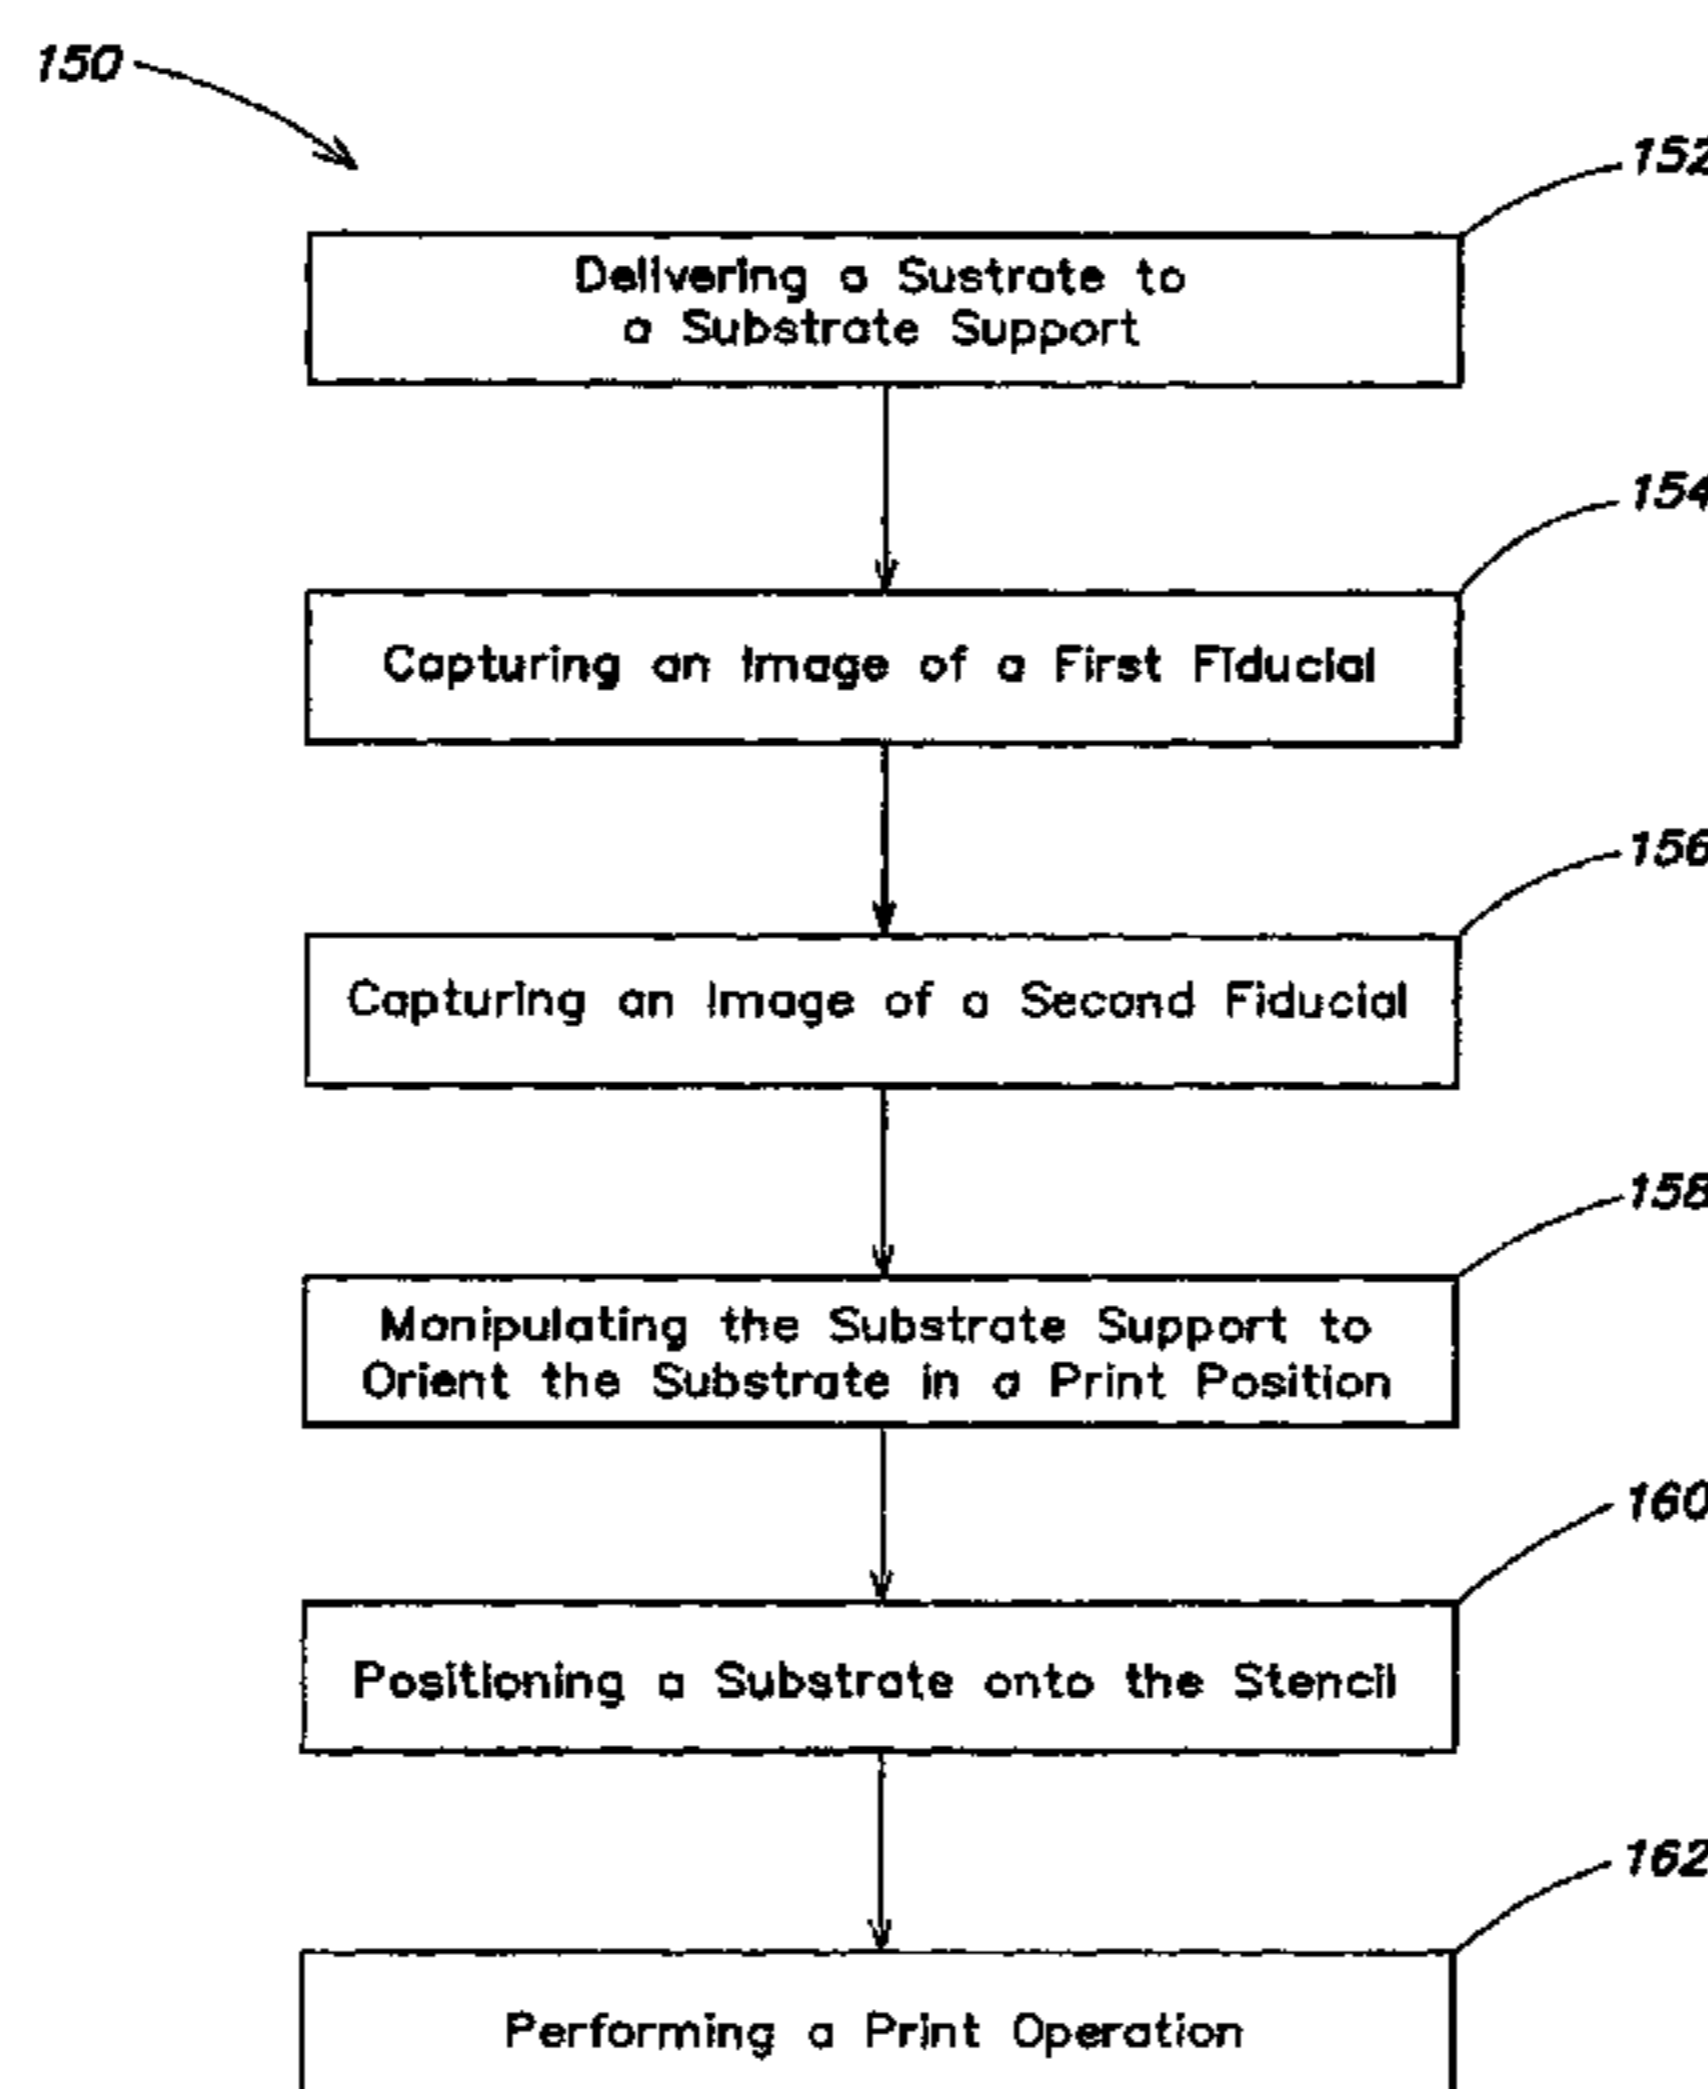 150
152
Delivering a Sustrate to
a Substrate Support
154
Capturing an Image of a First Fiducial
156
Capturing an Image of a Second Fiducial
158
Manipulating the Substrate Support to
Orient the Substrate in a Print Position
160
Positioning a Substrate onto the Stencil
162
Performing a Print Operation